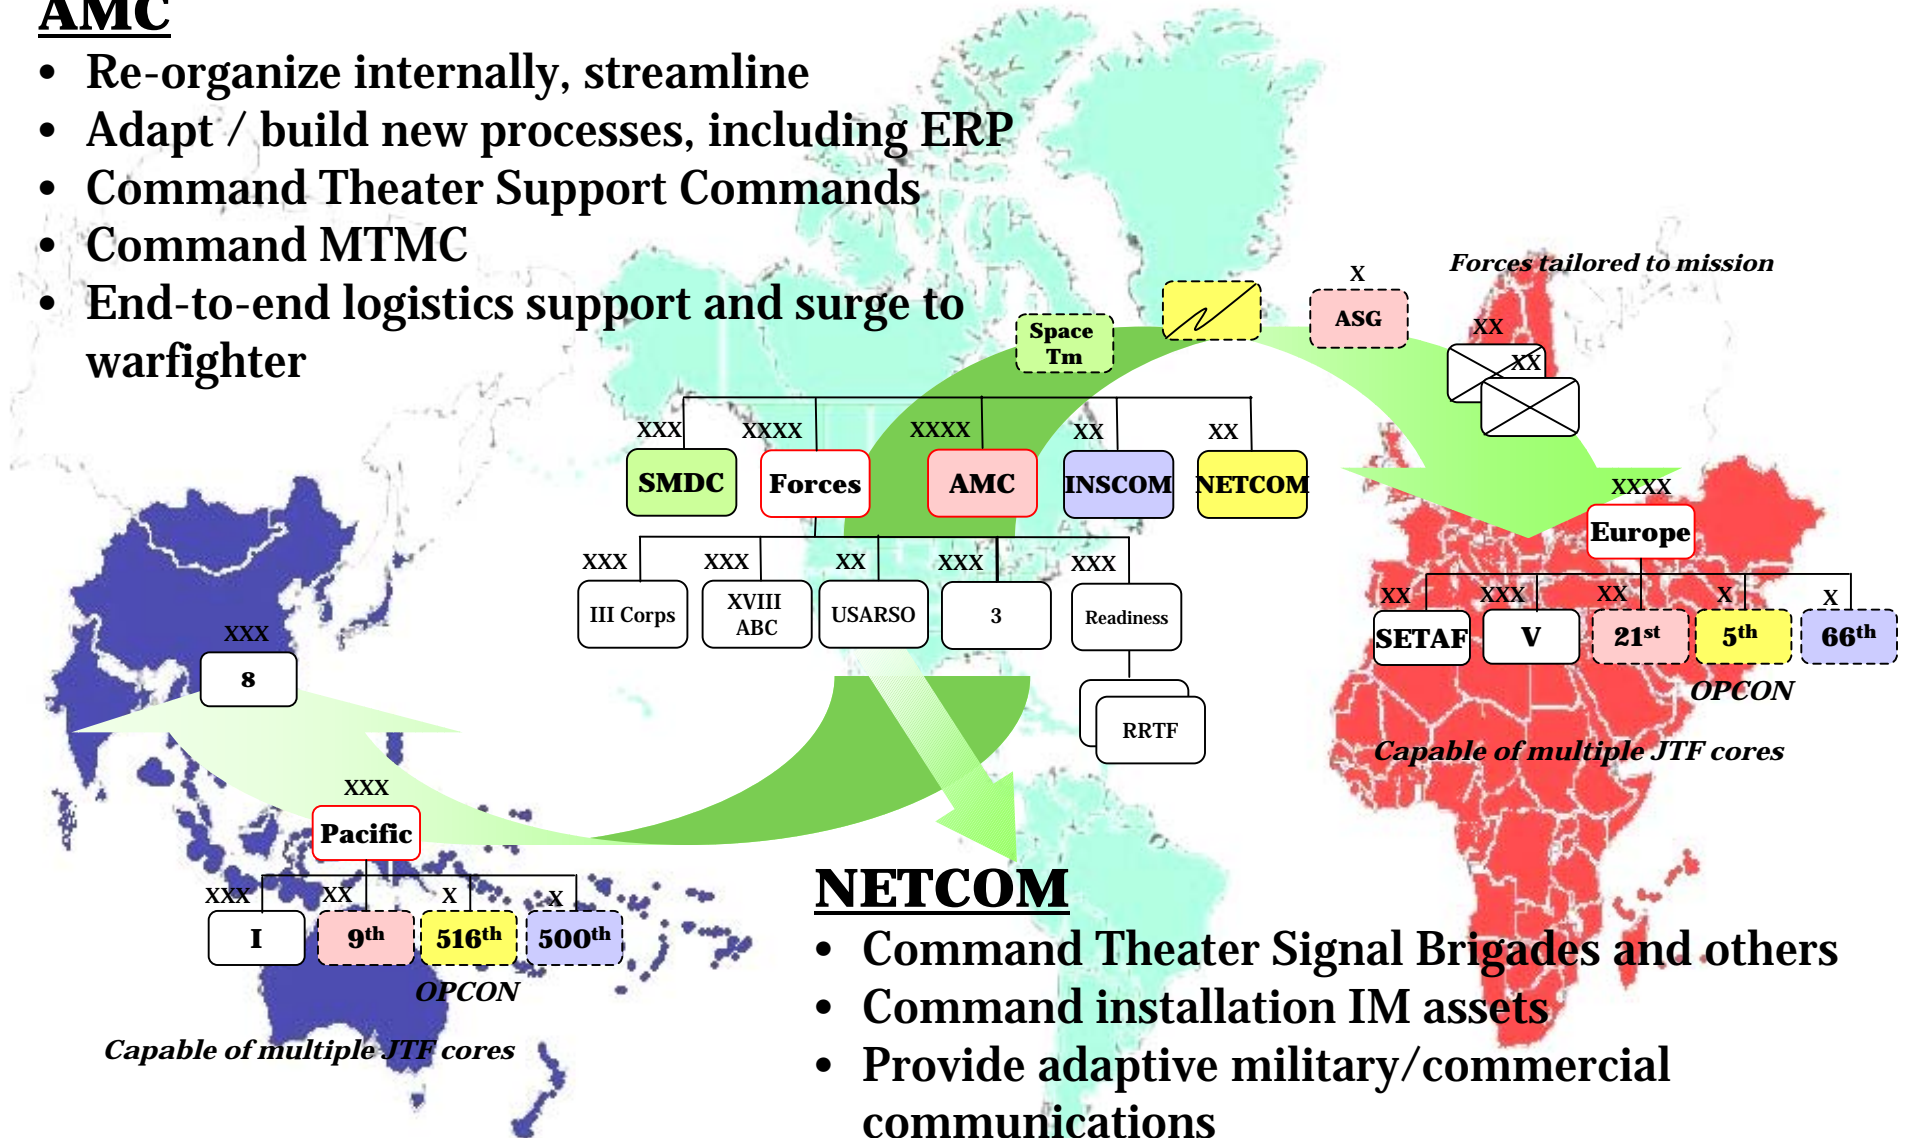 AMC
• Re-organize internally, streamline
• Adapt / build new processes, including ERP
• Command Theater Support Commands
• Command MTMC
• End-to-end logistics support and surge to
warfighter
Forces tailored to mission
X
ASG
Space
Tm
XX
XX
XXX
XXXX
XXXX
XX
XX
SMDC
Forces
AMC
INSCOM
NETCOM
XXX
XXX
XX
XXX
XXX
III Corps
XVIII
ABC
USARSO
3
Readiness
RRTF
XXXX
Europe
XX
XXX
XX
X
X
SETAF
V
21st
5th
66th
OPCON
Capable of multiple JTF cores
XXX
8
XXX
Pacific
XXX
XX
X
X
I
9th
516th
500th
OPCON
Capable of multiple JTF cores
NETCOM
• Command Theater Signal Brigades and others
• Command installation IM assets
• Provide adaptive military/commercial
communications